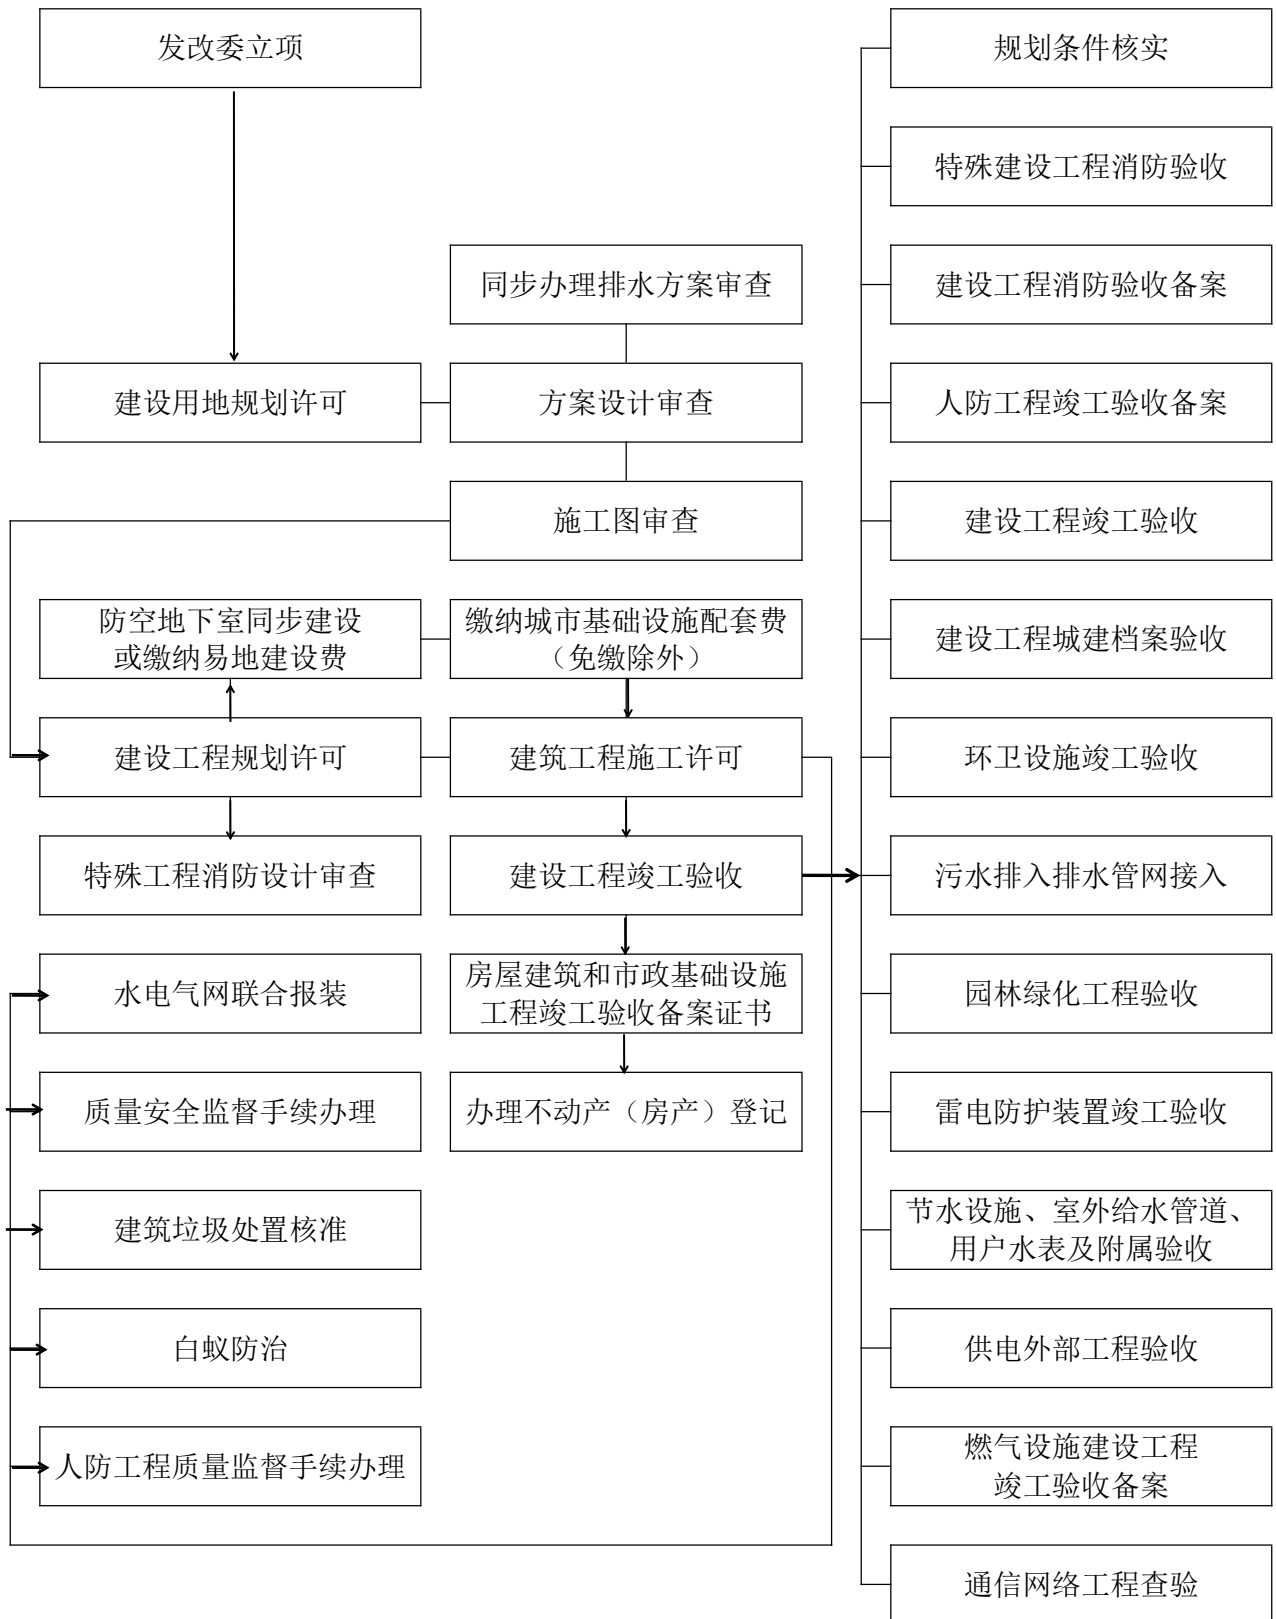 发改委立项
建设用地规划许可
同步办理排水方案审查
方案设计审查
施工图审查
防空地下室同步建设
或缴纳易地建设费
缴纳城市基础设施配套费
（免缴除外）
建设工程规划许可
建筑工程施工许可
特殊工程消防设计审查
建设工程竣工验收
水电气网联合报装
房屋建筑和市政基础设施
工程竣工验收备案证书
质量安全监督手续办理
办理不动产（房产）登记
建筑垃圾处置核准
白蚁防治
人防工程质量监督手续办理
规划条件核实
特殊建设工程消防验收
建设工程消防验收备案
人防工程竣工验收备案
建设工程竣工验收
建设工程城建档案验收
环卫设施竣工验收
污水排入排水管网接入
园林绿化工程验收
雷电防护装置竣工验收
节水设施、室外给水管道、
用户水表及附属验收
供电外部工程验收
燃气设施建设工程
竣工验收备案
通信网络工程查验